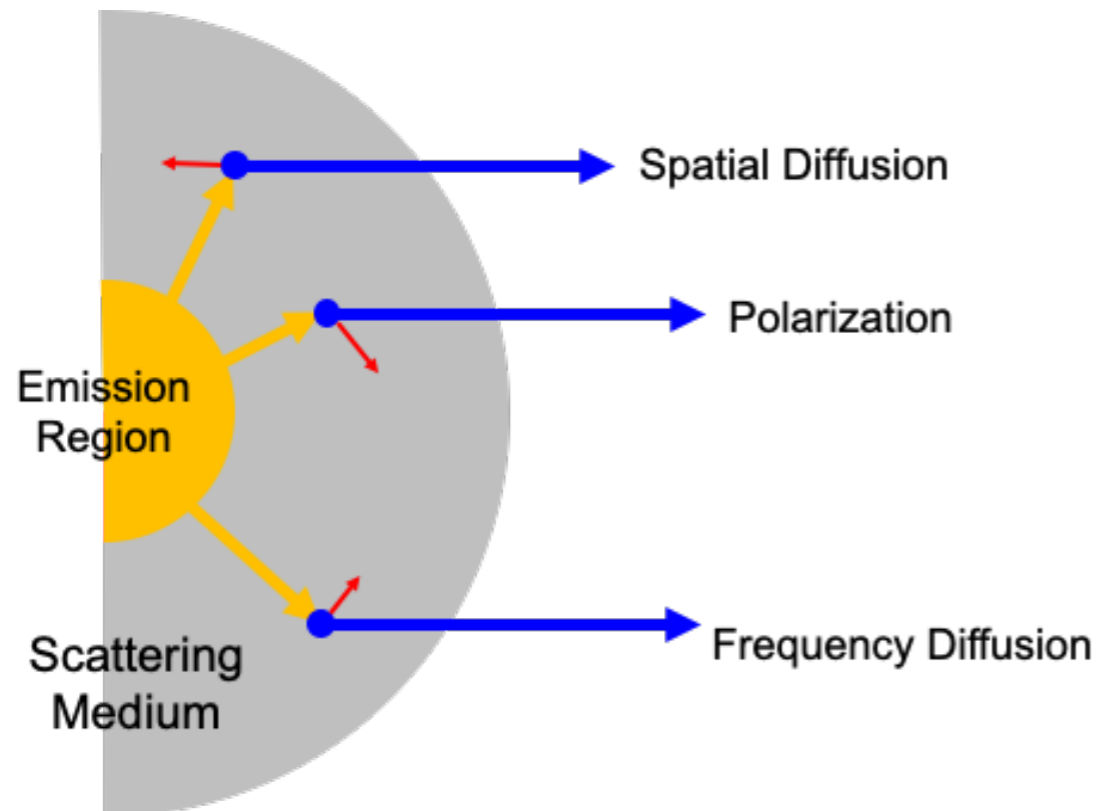 Spatial Diffusion
Polarization
Emission
Region
Frequency Diffusion
Scattering
Medium